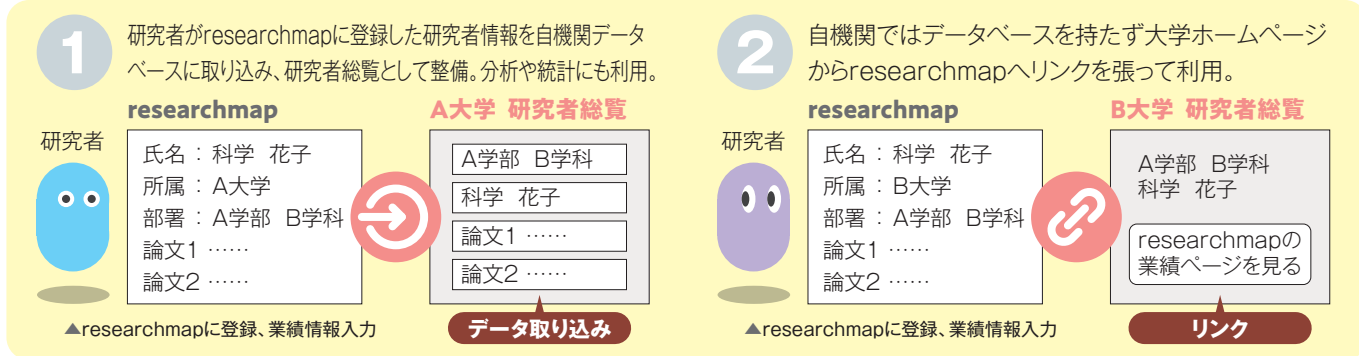 1
研究者がresearchmapに登録した研究者情報を自機関データ
ベースに取り込み、研究者総覧として整備。分析や統計にも利用。
researchmap
A大学 研究者総覧
研究者
氏名 : 科学 花子
所属 : A大学
部署 : A学部 B学科
論文1 ……
論文2 ……
A学部 B学科
科学 花子
論文1 ……
論文2 ……
▲researchmapに登録、業績情報入力
データ取り込み
2
自機関ではデータベースを持たず大学ホームページ
からresearchmapへリンクを張って利用。
researchmap
B大学 研究者総覧
研究者
氏名 : 科学 花子
所属 : B大学
部署 : A学部 B学科
論文1 ……
論文2 ……
A学部 B学科
科学 花子
researchmapの
業績ページを見る
▲researchmapに登録、業績情報入力
リンク